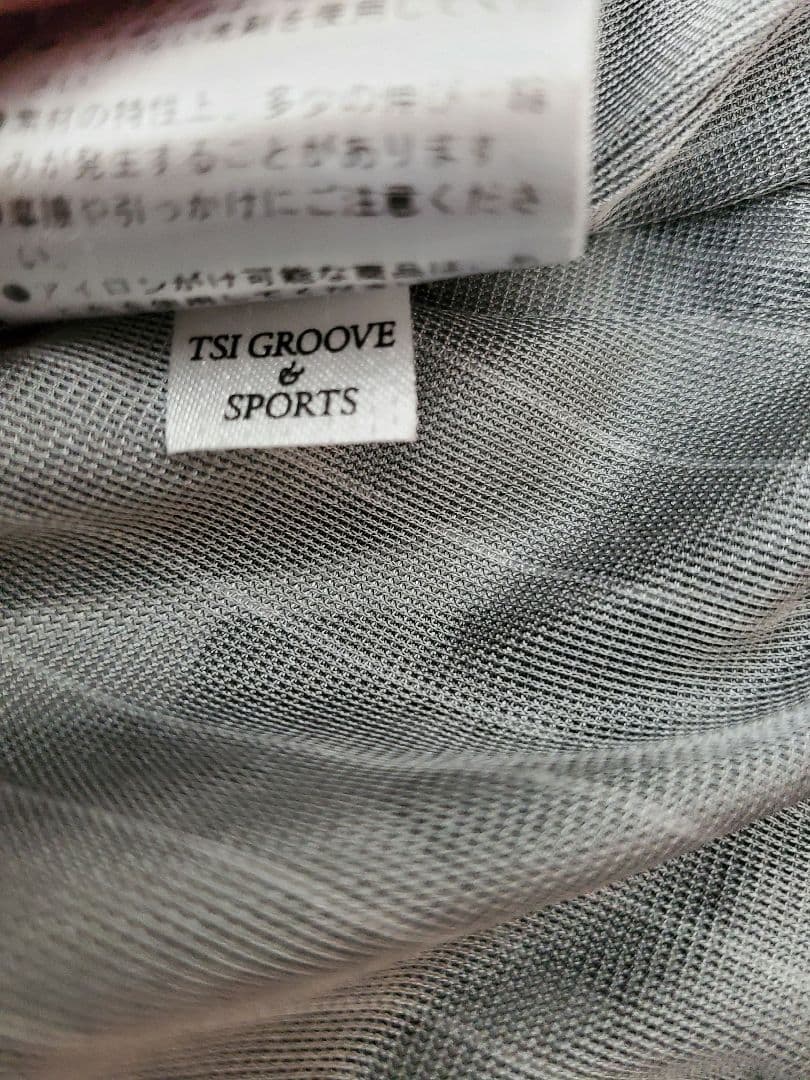 素材の特性上、多少の伸び・縮
みが発生することがあります
摩擦や引っかけにご注意くださ
い。
●アイロンがけ可能な商品は、あ
TSI GROOVE
&
SPORTS